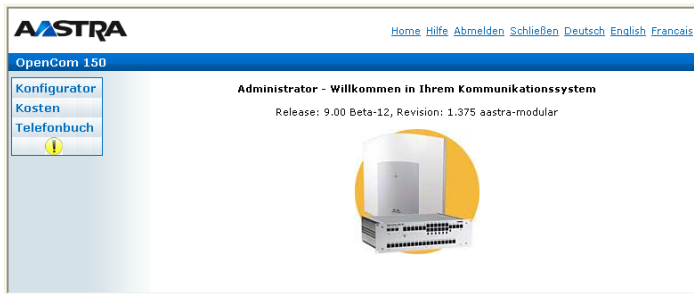 AASTRA
Home Hilfe Abmelden Schließen Deutsch English Francais
OpenCom 150
Konfigurator
Kosten
Telefonbuch
Administrator - Willkommen in Ihrem Kommunikationssystem
Release: 9.00 Beta-12, Revision: 1.375 aastra-modular